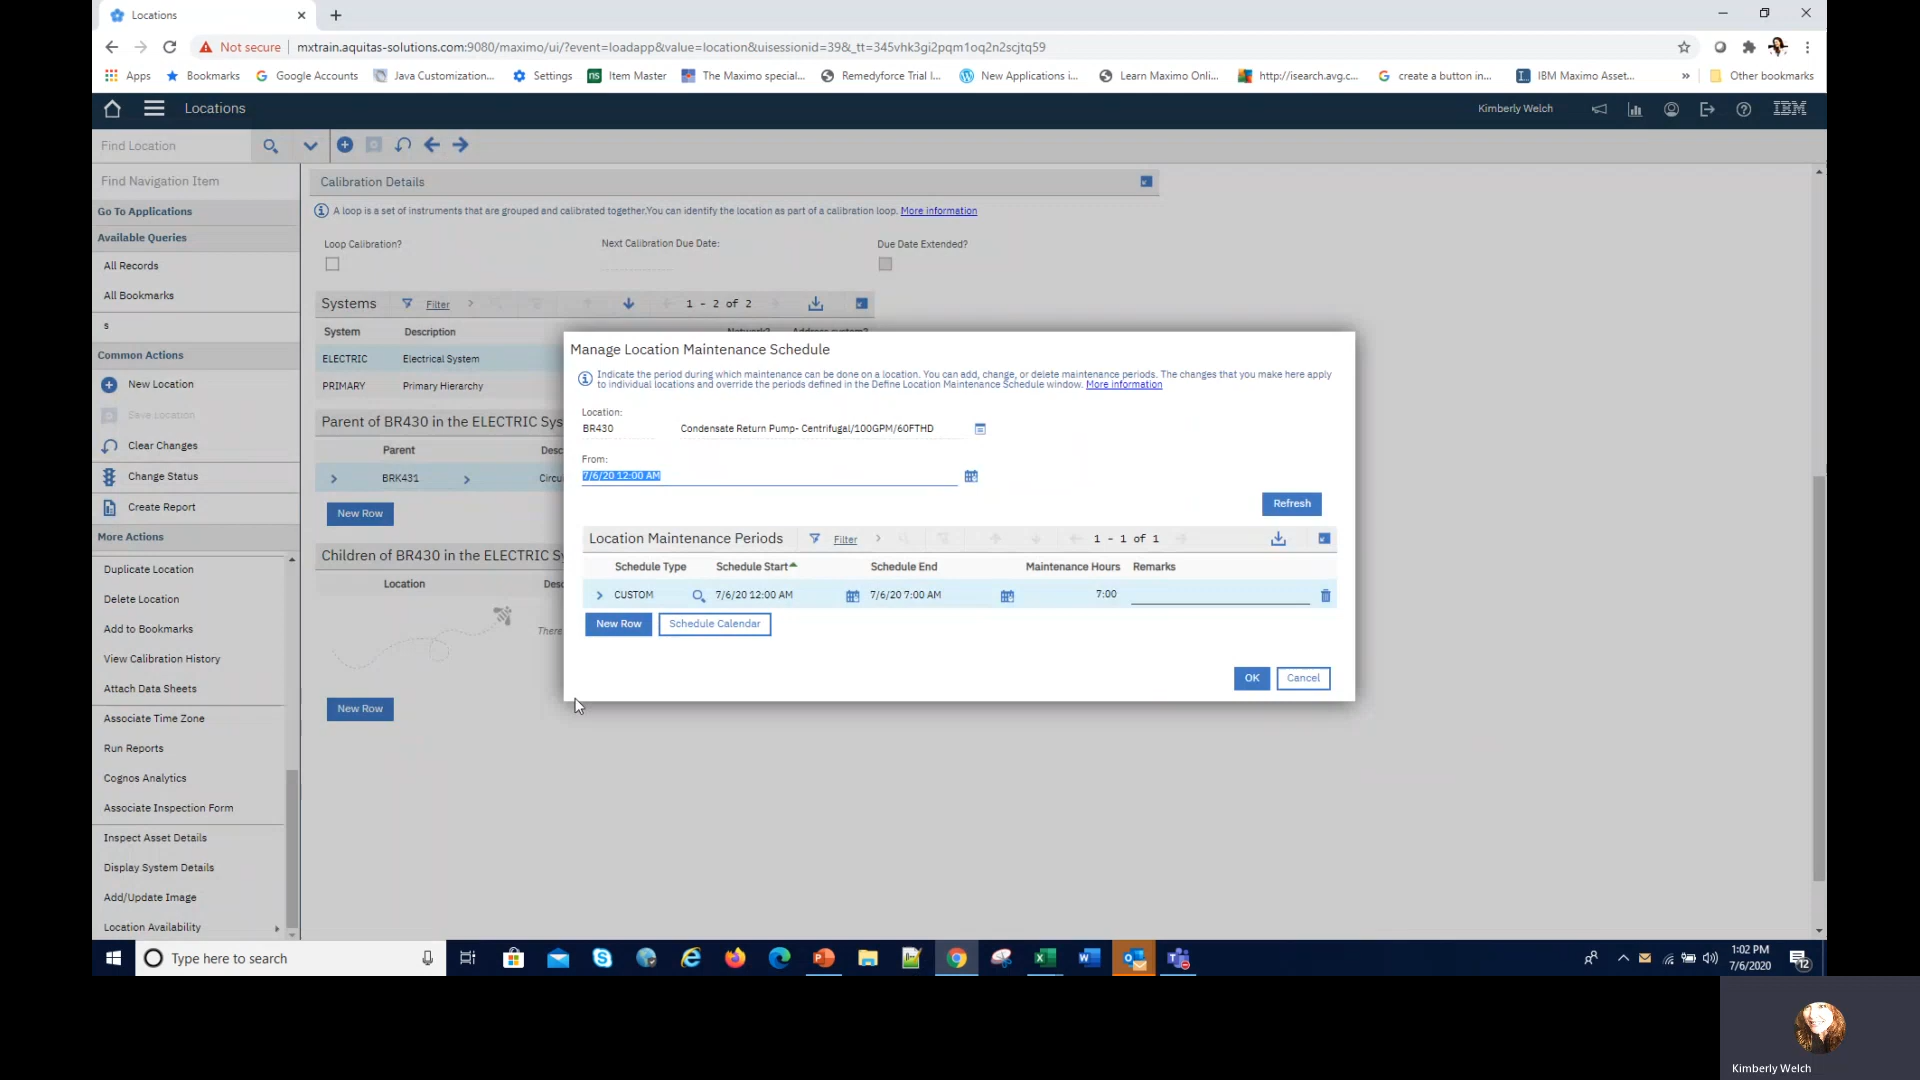 Locations
Not secure
mxtrain.aquitas-solutions.com:9080/maximo/ui/?event=loadapp&value=location&uisessionid=39&_tt=345vhk3gi2pqm1oq2n2scjtq59
Apps
Bookmarks
Google Accounts
Java Customization...
Settings
ns
Item Master
The Maximo special...
Remedyforce Trial I...
New Applications i...
Learn Maximo Onli...
http://isearch.avg.c...
create a button in...
IBM Maximo Asset...
»
Other bookmarks
Locations
Kimberly Welch
IBM
Find Location
Find Navigation Item
Go To Applications
Available Queries
All Records
All Bookmarks
s
Common Actions
New Location
Save Location
Clear Changes
Change Status
Create Report
More Actions
Duplicate Location
Delete Location
Add to Bookmarks
View Calibration History
Attach Data Sheets
Associate Time Zone
Run Reports
Cognos Analytics
Associate Inspection Form
Inspect Asset Details
Display System Details
Add/Update Image
Location Availability
Calibration Details
A loop is a set of instruments that are grouped and calibrated together.You can identify the location as part of a calibration loop. More information
Loop Calibration?
Next Calibration Due Date:
Due Date Extended?
Systems
Filter
1 - 2 of 2
System
Description
Network?
Address system?
ELECTRIC
Electrical System
PRIMARY
Primary Hierarchy
Parent of BR430 in the ELECTRIC Sys
Parent
Desc
BRK431
Circu
New Row
Children of BR430 in the ELECTRIC Sy
Location
Desc
There
New Row
Manage Location Maintenance Schedule
Indicate the period during which maintenance can be done on a location. You can add, change, or delete maintenance periods. The changes that you make here apply
to individual locations and override the periods defined in the Define Location Maintenance Schedule window. More information
Location:
BR430
Condensate Return Pump- Centrifugal/100GPM/60FTHD
From:
7/6/20 12:00 AM
Refresh
Location Maintenance Periods
Filter
1 - 1 of 1
Schedule Type
Schedule Start
Schedule End
Maintenance Hours
Remarks
CUSTOM
7/6/20 12:00 AM
7/6/20 7:00 AM
7:00
New Row
Schedule Calendar
OK
Cancel
Type here to search
1:02 PM
7/6/2020
12
Kimberly Welch